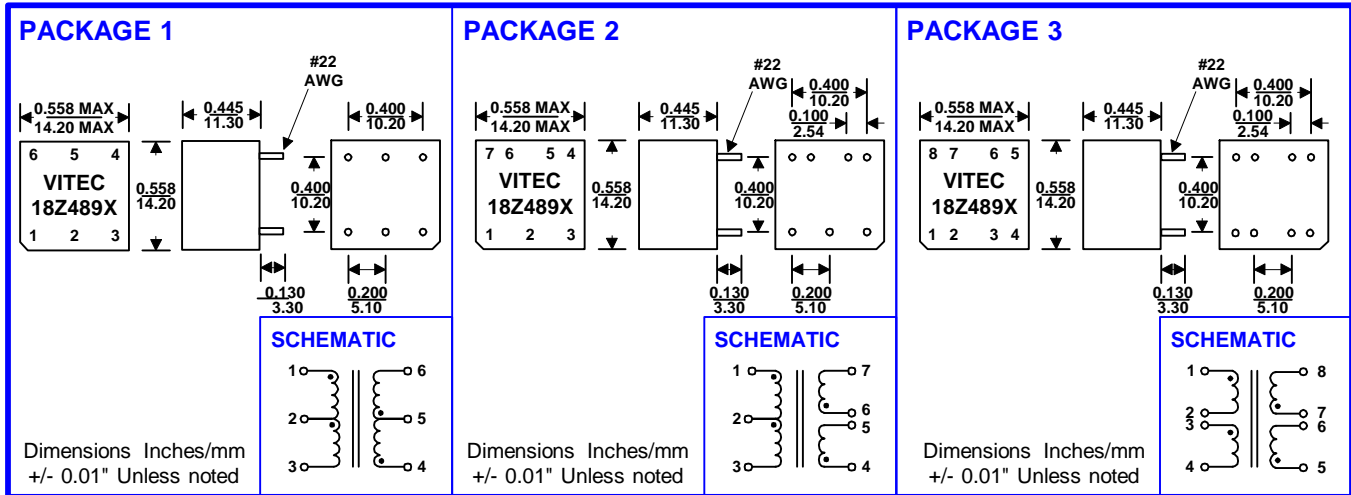 PACKAGE 1
#22
AWG
0.558 MAX
14.20 MAX
0.445
11.30
0.400
10.20
6 5 4
VITEC
18Z489X
1 2 3
0.558
14.20
0.400
10.20
0.130
3.30
0.200
5.10
SCHEMATIC
1 6
2 5
3 4
Dimensions Inches/mm
+/- 0.01" Unless noted
PACKAGE 2
#22
AWG
0.400
10.20
0.558 MAX
14.20 MAX
0.445
11.30
0.100
2.54
7 6 5 4
VITEC
18Z489X
1 2 3
0.558
14.20
0.400
10.20
0.130
3.30
0.200
5.10
SCHEMATIC
1 7
2 6
5
3 4
Dimensions Inches/mm
+/- 0.01" Unless noted
PACKAGE 3
#22
AWG
0.400
10.20
0.558 MAX
14.20 MAX
0.445
11.30
0.100
2.54
8 7 6 5
VITEC
18Z489X
1 2 3 4
0.558
14.20
0.400
10.20
0.130
3.30
0.200
5.10
SCHEMATIC
1 8
2 7
3 6
4 5
Dimensions Inches/mm
+/- 0.01" Unless noted